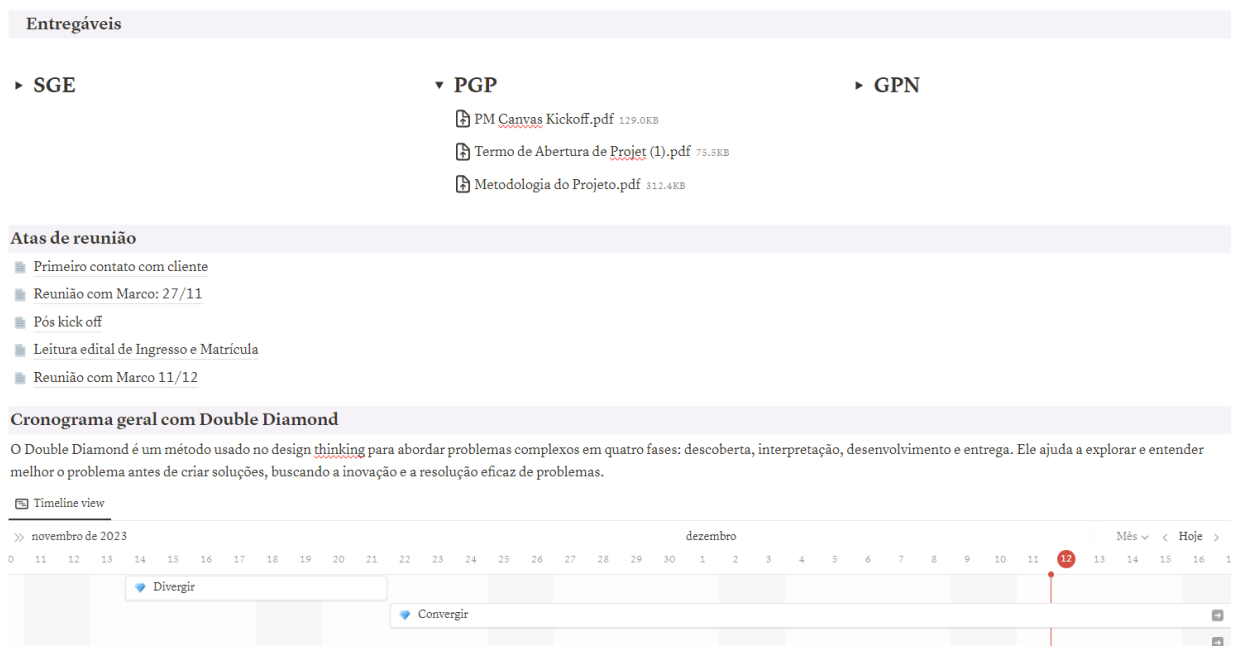 Entregáveis
SGE
PGP
PM Canvas Kickoff.pdf 129.0KB
Termo de Abertura de Projet (1).pdf 75.5KB
Metodologia do Projeto.pdf 312.4KB
GPN
Atas de reunião
Primeiro contato com cliente
Reunião com Marco: 27/11
Pós kick off
Leitura edital de Ingresso e Matrícula
Reunião com Marco 11/12
Cronograma geral com Double Diamond
O Double Diamond é um método usado no design thinking para abordar problemas complexos em quatro fases: descoberta, interpretação, desenvolvimento e entrega. Ele ajuda a explorar e entender
melhor o problema antes de criar soluções, buscando a inovação e a resolução eficaz de problemas.
Timeline view
novembro de 2023 dezembro Mês Hoje
0 11 12 13 14 15 16 17 18 19 20 21 22 23 24 25 26 27 28 29 30 1 2 3 4 5 6 7 8 9 10 11 12 13 14 15 16 1
Divergir
Convergir